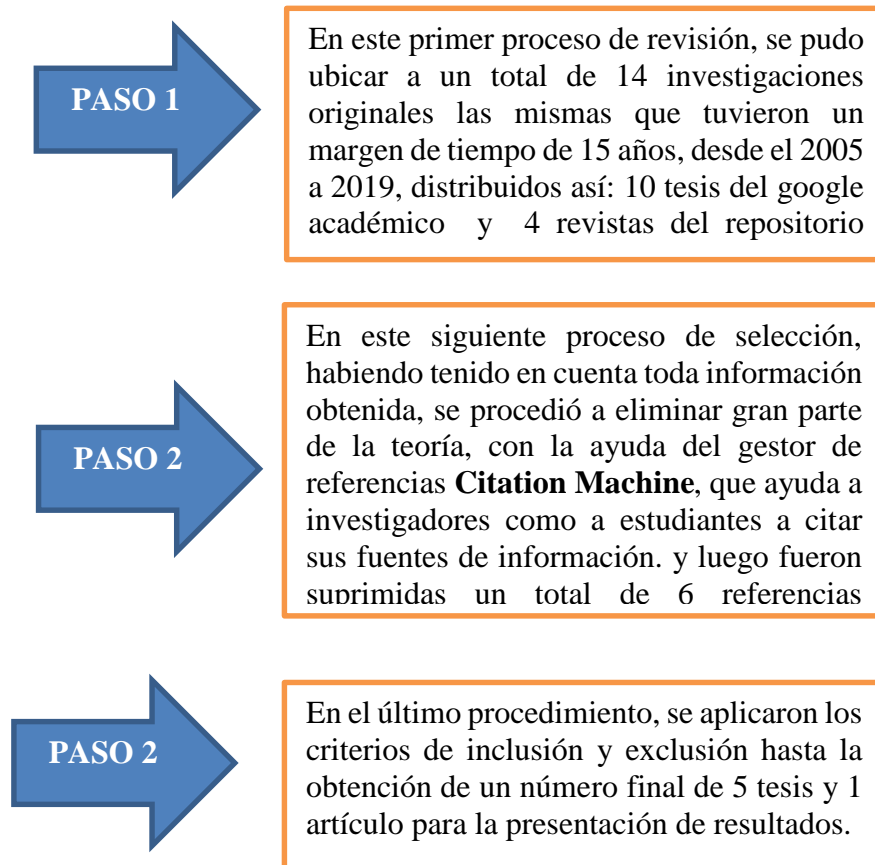 PASO 1
En este primer proceso de revisión, se pudo
ubicar a un total de 14 investigaciones
originales las mismas que tuvieron un
margen de tiempo de 15 años, desde el 2005
a 2019, distribuidos así: 10 tesis del google
académico y 4 revistas del repositorio
PASO 2
En este siguiente proceso de selección,
habiendo tenido en cuenta toda información
obtenida, se procedió a eliminar gran parte
de la teoría, con la ayuda del gestor de
referencias Citation Machine, que ayuda a
investigadores como a estudiantes a citar
sus fuentes de información. y luego fueron
suprimidas un total de 6 referencias
PASO 2
En el último procedimiento, se aplicaron los
criterios de inclusión y exclusión hasta la
obtención de un número final de 5 tesis y 1
artículo para la presentación de resultados.